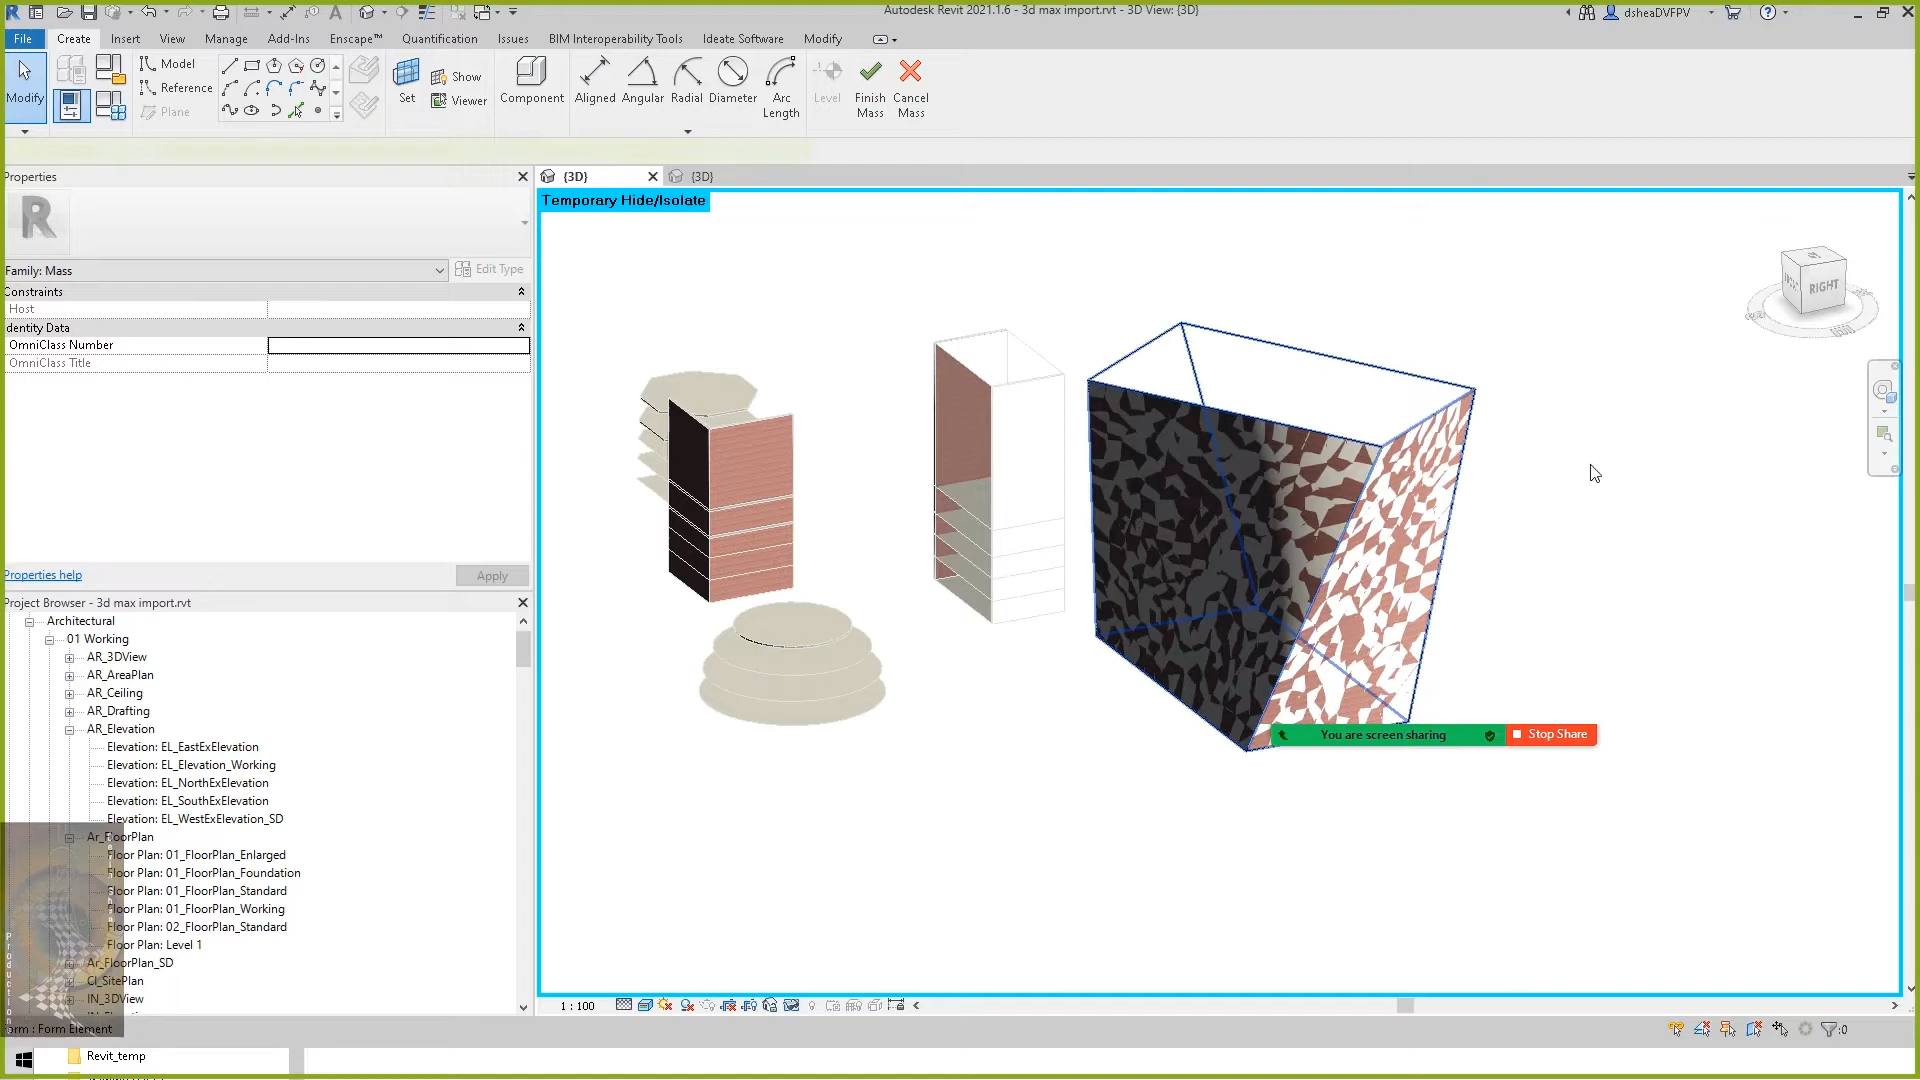 Autodesk Revit 2021.1.6 - 3d max import.rvt - 3D View: {3D}
dsheaDVFPV
File Create Insert View Manage Add-Ins Enscape™ Quantification Issues BIM Interoperability Tools Ideate Software Modify
Modify
Model
Reference
Plane
Set
Show
Viewer
Component
Aligned
Angular
Radial
Diameter
Arc
Length
Level
Finish
Mass
Cancel
Mass
Properties
{3D}
{3D}
Temporary Hide/Isolate
R
Family: Mass
Edit Type
Constraints
Host
dentity Data
OmniClass Number
OmniClass Title
RIGHT
Properties help
Apply
Project Browser - 3d max import.rvt
Architectural
01 Working
AR_3DView
AR_AreaPlan
AR_Ceiling
AR_Drafting
AR_Elevation
Elevation: EL_EastExElevation
Elevation: EL_Elevation_Working
Elevation: EL_NorthExElevation
Elevation: EL_SouthExElevation
Elevation: EL_WestExElevation_SD
Ar_FloorPlan
Floor Plan: 01_FloorPlan_Enlarged
Floor Plan: 01_FloorPlan_Foundation
Floor Plan: 01_FloorPlan_Standard
Floor Plan: 01_FloorPlan_Working
Floor Plan: 02_FloorPlan_Standard
Floor Plan: Level 1
Ar_FloorPlan_SD
CI_SitePlan
IN_3DView
You are screen sharing
Stop Share
1 : 100
orm : Form Element
:0
Revit_temp
Production